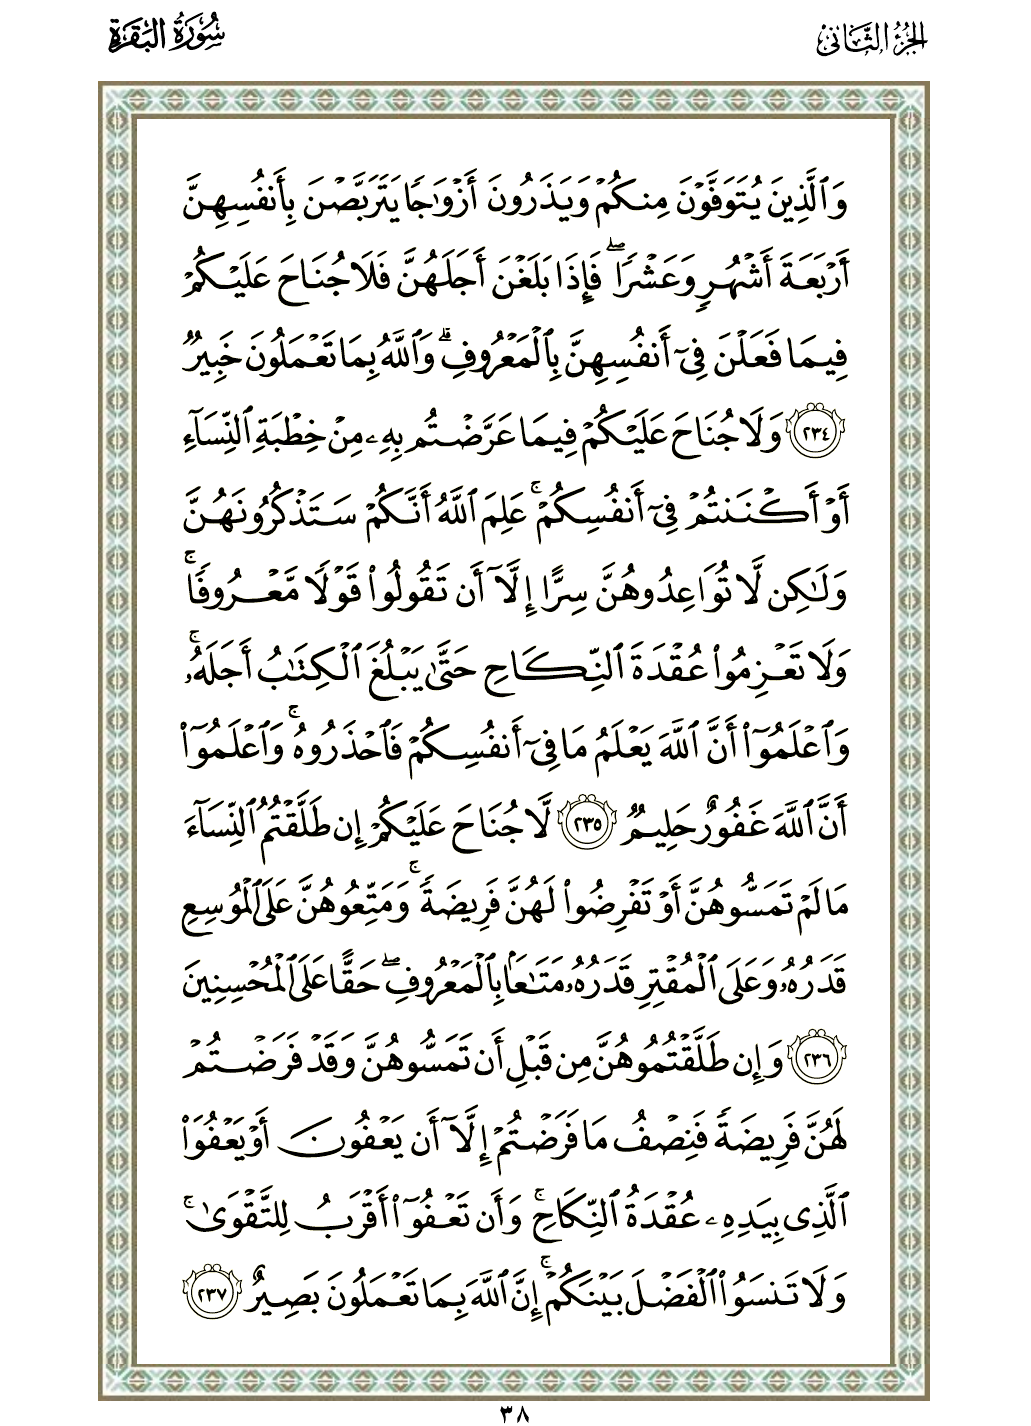 الجزء الثاني
سورة البقرة
وَٱلَّذِينَ يُتَوَفَّوْنَ مِنكُمْ وَيَذَرُونَ أَزْوَٰجًا يَتَرَبَّصْنَ بِأَنفُسِهِنَّ
أَرْبَعَةَ أَشْهُرٍ وَعَشْرًا ۖ فَإِذَا بَلَغْنَ أَجَلَهُنَّ فَلَا جُنَاحَ عَلَيْكُمْ
فِيمَا فَعَلْنَ فِىٓ أَنفُسِهِنَّ بِٱلْمَعْرُوفِ ۗ وَٱللَّهُ بِمَا تَعْمَلُونَ خَبِيرٌ
٢٣٤ وَلَا جُنَاحَ عَلَيْكُمْ فِيمَا عَرَّضْتُم بِهِۦ مِنْ خِطْبَةِ ٱلنِّسَآءِ
أَوْ أَكْنَنتُمْ فِىٓ أَنفُسِكُمْ ۚ عَلِمَ ٱللَّهُ أَنَّكُمْ سَتَذْكُرُونَهُنَّ
وَلَٰكِن لَّا تُوَاعِدُوهُنَّ سِرًّا إِلَّآ أَن تَقُولُوا۟ قَوْلًا مَّعْرُوفًا ۚ
وَلَا تَعْزِمُوا۟ عُقْدَةَ ٱلنِّكَاحِ حَتَّىٰ يَبْلُغَ ٱلْكِتَٰبُ أَجَلَهُۥ ۚ
وَٱعْلَمُوٓا۟ أَنَّ ٱللَّهَ يَعْلَمُ مَا فِىٓ أَنفُسِكُمْ فَٱحْذَرُوهُ ۚ وَٱعْلَمُوٓا۟
أَنَّ ٱللَّهَ غَفُورٌ حَلِيمٌ ٢٣٥ لَّا جُنَاحَ عَلَيْكُمْ إِن طَلَّقْتُمُ ٱلنِّسَآءَ
مَا لَمْ تَمَسُّوهُنَّ أَوْ تَفْرِضُوا۟ لَهُنَّ فَرِيضَةً ۚ وَمَتِّعُوهُنَّ عَلَى ٱلْمُوسِعِ
قَدَرُهُۥ وَعَلَى ٱلْمُقْتِرِ قَدَرُهُۥ مَتَٰعًۢا بِٱلْمَعْرُوفِ ۖ حَقًّا عَلَى ٱلْمُحْسِنِينَ
٢٣٦ وَإِن طَلَّقْتُمُوهُنَّ مِن قَبْلِ أَن تَمَسُّوهُنَّ وَقَدْ فَرَضْتُمْ
لَهُنَّ فَرِيضَةً فَنِصْفُ مَا فَرَضْتُمْ إِلَّآ أَن يَعْفُونَ أَوْ يَعْفُوَا۟
ٱلَّذِى بِيَدِهِۦ عُقْدَةُ ٱلنِّكَاحِ ۚ وَأَن تَعْفُوٓا۟ أَقْرَبُ لِلتَّقْوَىٰ ۚ
وَلَا تَنسَوُا۟ ٱلْفَضْلَ بَيْنَكُمْ ۚ إِنَّ ٱللَّهَ بِمَا تَعْمَلُونَ بَصِيرٌ ٢٣٧
٣٨